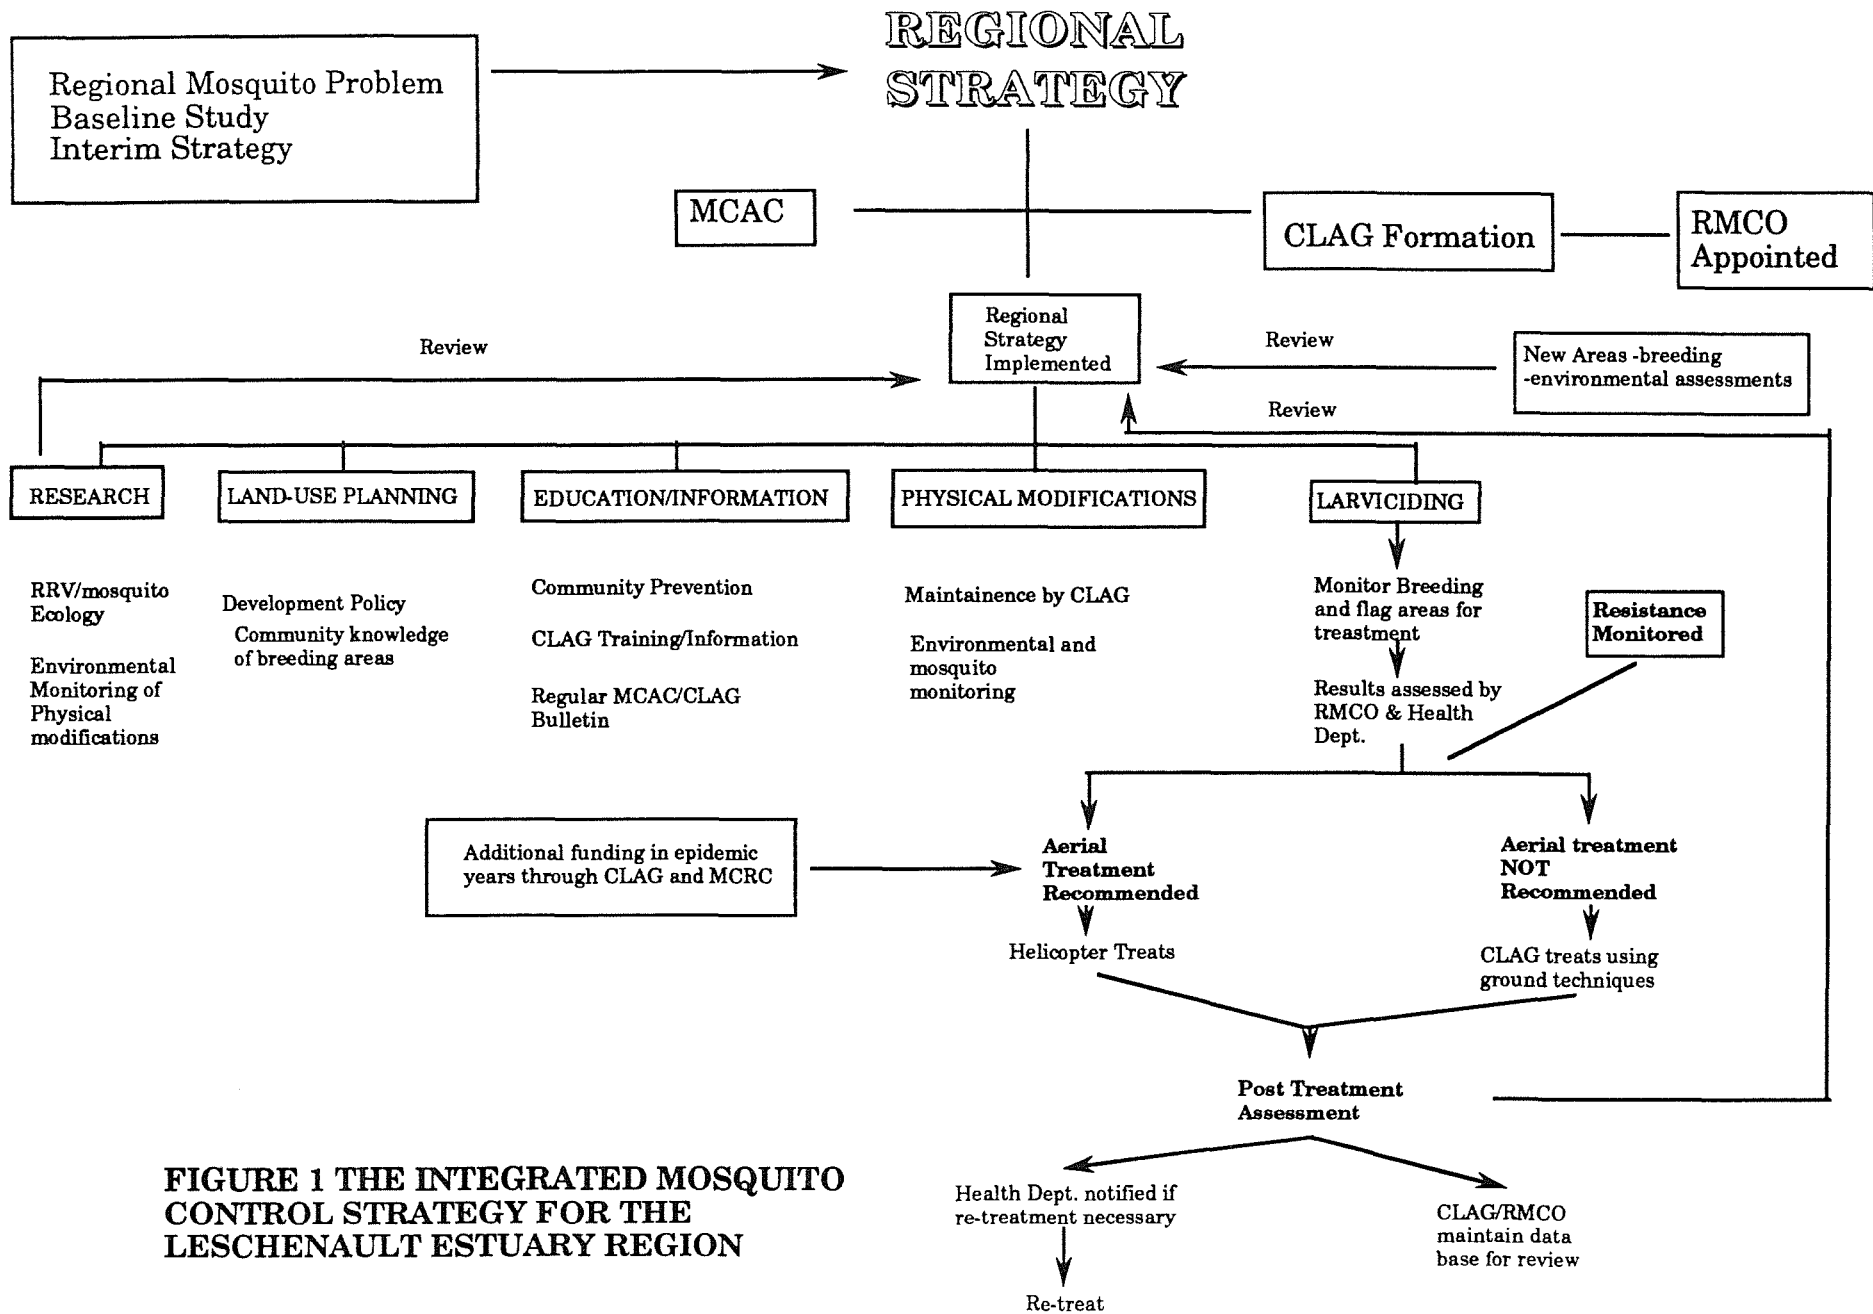 REGIONAL
STRATEGY
Regional Mosquito Problem
Baseline Study
Interim Strategy
MCAC
CLAG Formation
RMCO
Appointed
Regional
Strategy
Implemented
Review
Review
New Areas -breeding
-environmental assessments
Review
RESEARCH
LAND-USE PLANNING
EDUCATION/INFORMATION
PHYSICAL MODIFICATIONS
LARVICIDING
RRV/mosquito
Ecology
Environmental
Monitoring of
Physical
modifications
Development Policy
Community knowledge
of breeding areas
Community Prevention
CLAG Training/Information
Regular MCAC/CLAG
Bulletin
Maintainence by CLAG
Environmental and
mosquito
monitoring
Monitor Breeding
and flag areas for
treastment
Results assessed by
RMCO & Health
Dept.
Resistance
Monitored
Additional funding in epidemic
years through CLAG and MCRC
Aerial
Treatment
Recommended
Helicopter Treats
Aerial treatment
NOT
Recommended
CLAG treats using
ground techniques
Post Treatment
Assessment
Health Dept. notified if
re-treatment necessary
Re-treat
CLAG/RMCO
maintain data
base for review
FIGURE 1 THE INTEGRATED MOSQUITO
CONTROL STRATEGY FOR THE
LESCHENAULT ESTUARY REGION